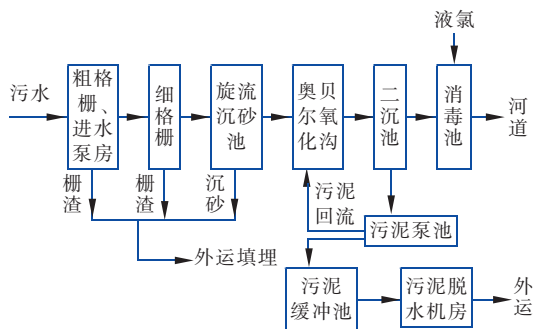 液氯
污水
粗格
栅、
进水
泵房
细
格
栅
旋流
沉砂
池
奥贝
尔氧
化沟
二
沉
池
消
毒
池
河
道
栅
渣
栅
渣
沉
砂
污泥
回流
污泥泵池
外运填埋
污泥
缓冲池
污泥脱
水机房
外
运